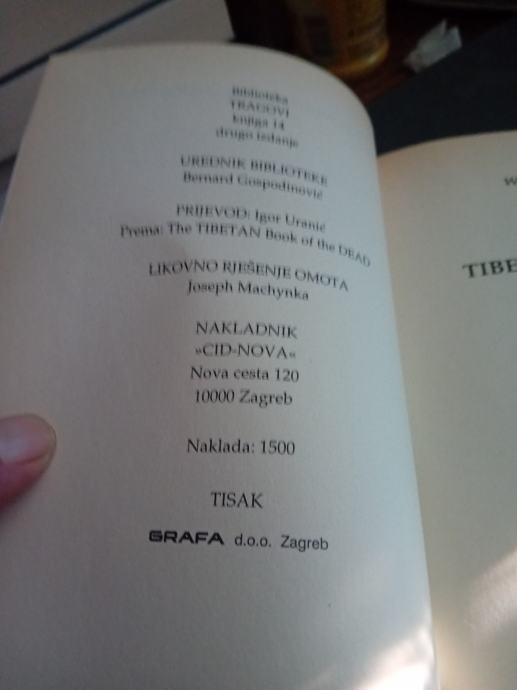 Biblioteka
TRAGOVI
knjiga 14
drugo izdanje
UREDNIK BIBLIOTEKE
Bernard Gospodinović
PRIJEVOD: Igor Uranić
Prema: The TIBETAN Book of the DEAD
LIKOVNO RJEŠENJE OMOTA
Joseph Machynka
NAKLADNIK
»CID-NOVA«
Nova cesta 120
10000 Zagreb
Naklada: 1500
TISAK
GRAFA d.o.o. Zagreb
W
TIBE